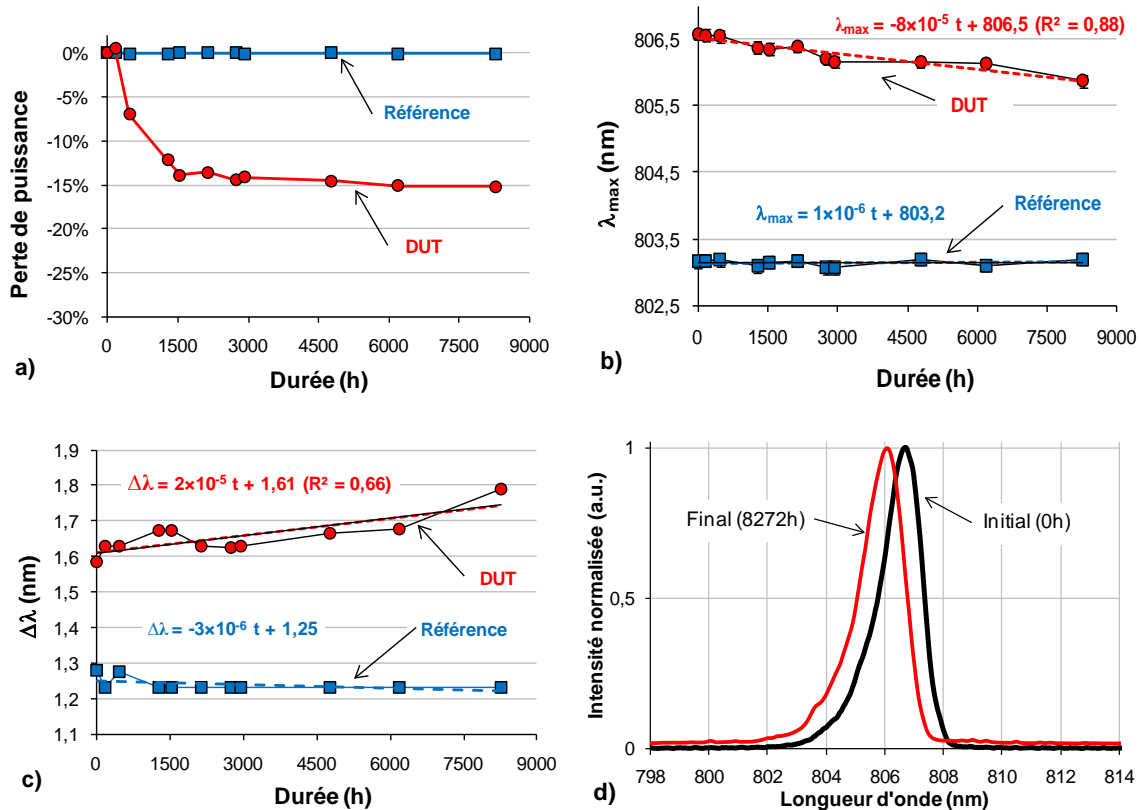 0%
-5%
-10%
-15%
-20%
-25%
-30%
Perte de puissance
Référence
DUT
0 1500 3000 4500 6000 7500 9000
Durée (h)
a)
806,5
805,5
804,5
803,5
802,5
λmax (nm)
λmax = -8×10-5 t + 806,5 (R² = 0,88)
DUT
λmax = 1×10-6 t + 803,2
Référence
0 1500 3000 4500 6000 7500 9000
Durée (h)
b)
1,9
1,8
1,7
1,6
1,5
1,4
1,3
1,2
1,1
Δλ (nm)
Δλ = 2×10-5 t + 1,61 (R² = 0,66)
DUT
Δλ = -3×10-6 t + 1,25
Référence
0 1500 3000 4500 6000 7500 9000
Durée (h)
c)
1
0,5
0
Intensité normalisée (a.u.)
Final (8272h)
Initial (0h)
798 800 802 804 806 808 810 812 814
Longueur d'onde (nm)
d)